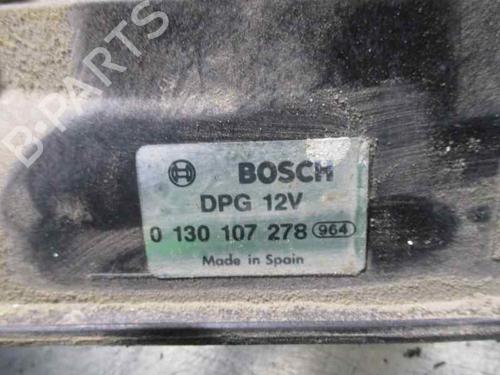 B-PARTS
BOSCH
DPG 12V
0 130 107 278 964
Made in Spain